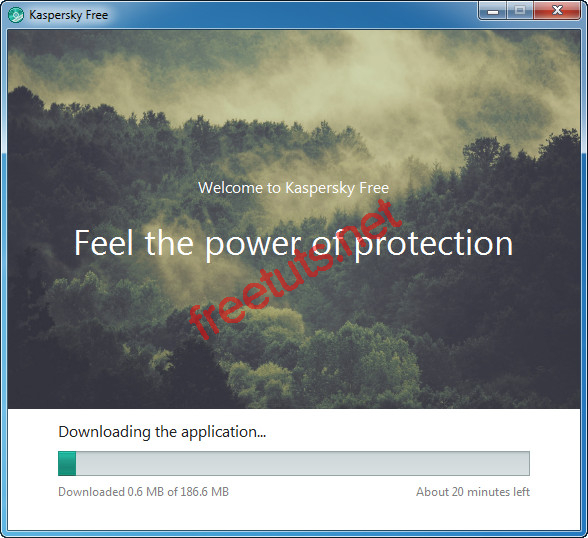 Kaspersky Free
Welcome to Kaspersky Free
Feel the power of protection
freetuts.net
Downloading the application...
Downloaded 0.6 MB of 186.6 MB
About 20 minutes left